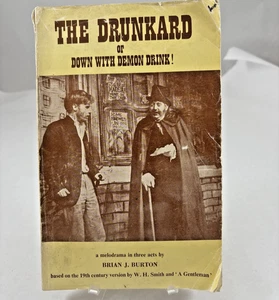 THE DRUNKARD
or
DOWN WITH DEMON DRINK!
a melodrama in three acts by
BRIAN J. BURTON
based on the 19th century version by W. H. Smith and 'A Gentleman'